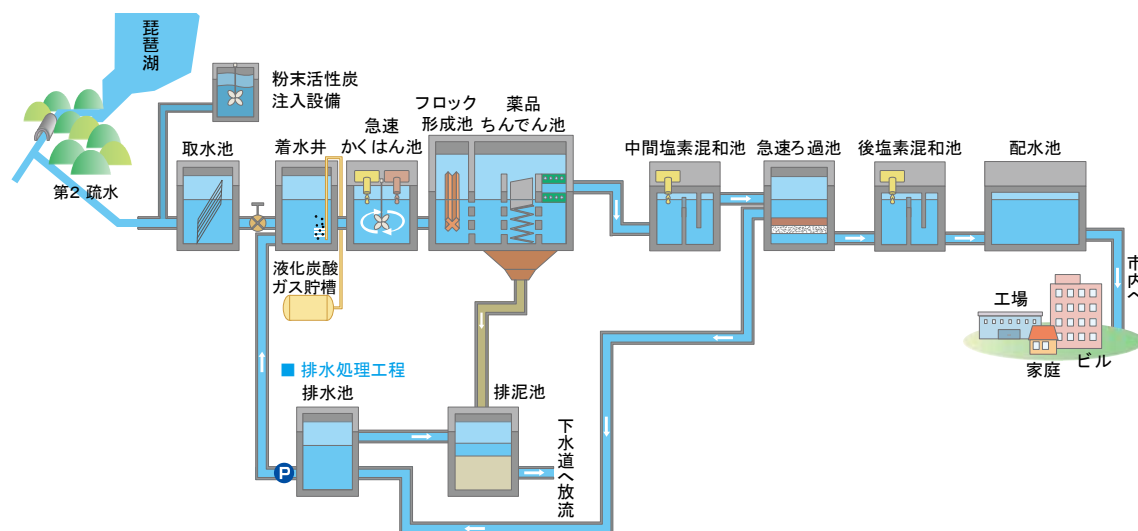 琵琶湖
粉末活性炭
注入設備
第2 疏水
取水池
着水井
急速
かくはん池
フロック
形成池
薬品
ちんでん池
中間塩素混和池
急速ろ過池
後塩素混和池
配水池
液化炭酸
ガス貯槽
市内へ
工場
家庭
ビル
■ 排水処理工程
排水池
排泥池
下水道へ放流
P